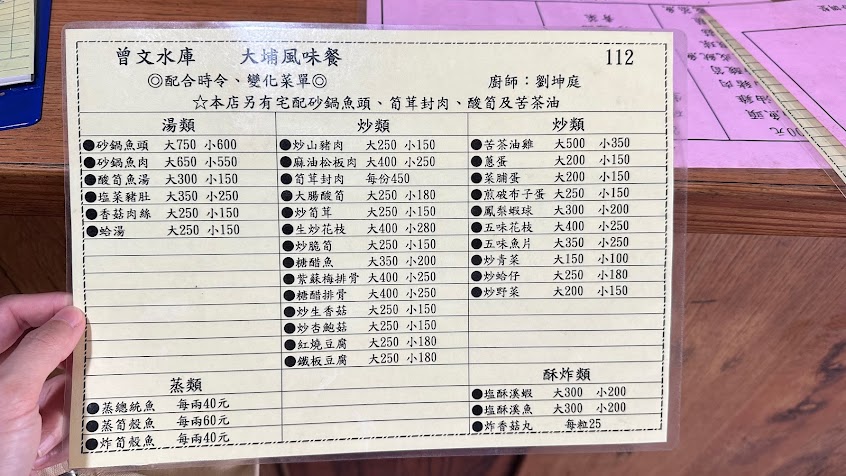 曾文水庫　大埔風味餐　112
◎配合時令、變化菜單◎　廚師：劉坤庭
☆本店另有宅配砂鍋魚頭、筍茸封肉、酸筍及苦茶油
湯類
●砂鍋魚頭 大750 小600
●砂鍋魚肉 大650 小550
●酸筍魚湯 大300 小150
●塩菜豬肚 大350 小250
●香菇肉絲 大250 小150
●蛤湯 大250 小150
蒸類
●蒸總統魚 每兩40元
●蒸筍殼魚 每兩60元
●炸筍殼魚 每兩40元
炒類
●炒山豬肉 大250 小150
●麻油松板肉 大400 小250
●筍茸封肉 每份450
●大腸酸筍 大250 小180
●炒筍茸 大250 小150
●生炒花枝 大400 小280
●炒脆筍 大250 小150
●糖醋魚 大350 小200
●紫蘇梅排骨 大400 小250
●糖醋排骨 大400 小250
●炒生香菇 大250 小150
●炒杏鮑菇 大250 小150
●紅燒豆腐 大250 小180
●鐵板豆腐 大250 小180
炒類
●苦茶油雞 大500 小350
●蔥蛋 大200 小150
●菜脯蛋 大200 小150
●煎破布子蛋 大250 小150
●鳳梨蝦球 大300 小200
●五味花枝 大400 小250
●五味魚片 大350 小250
●炒青菜 大150 小100
●炒蛤仔 大250 小180
●炒野菜 大200 小150
酥炸類
●塩酥溪蝦 大300 小200
●塩酥溪魚 大300 小200
●炸香菇丸 每粒25